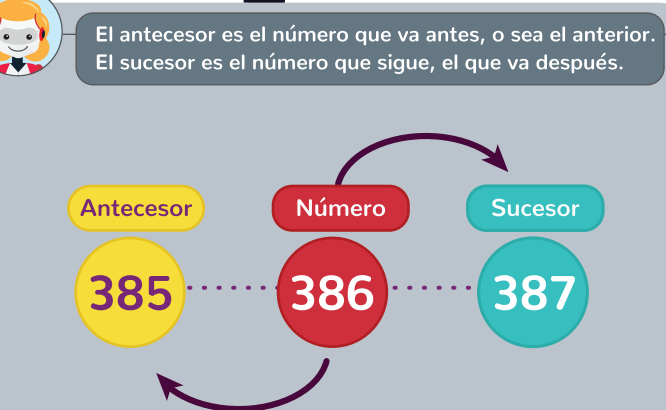 El antecesor es el número que va antes, o sea el anterior.
El sucesor es el número que sigue, el que va después.
Antecesor Número Sucesor
385 386 387